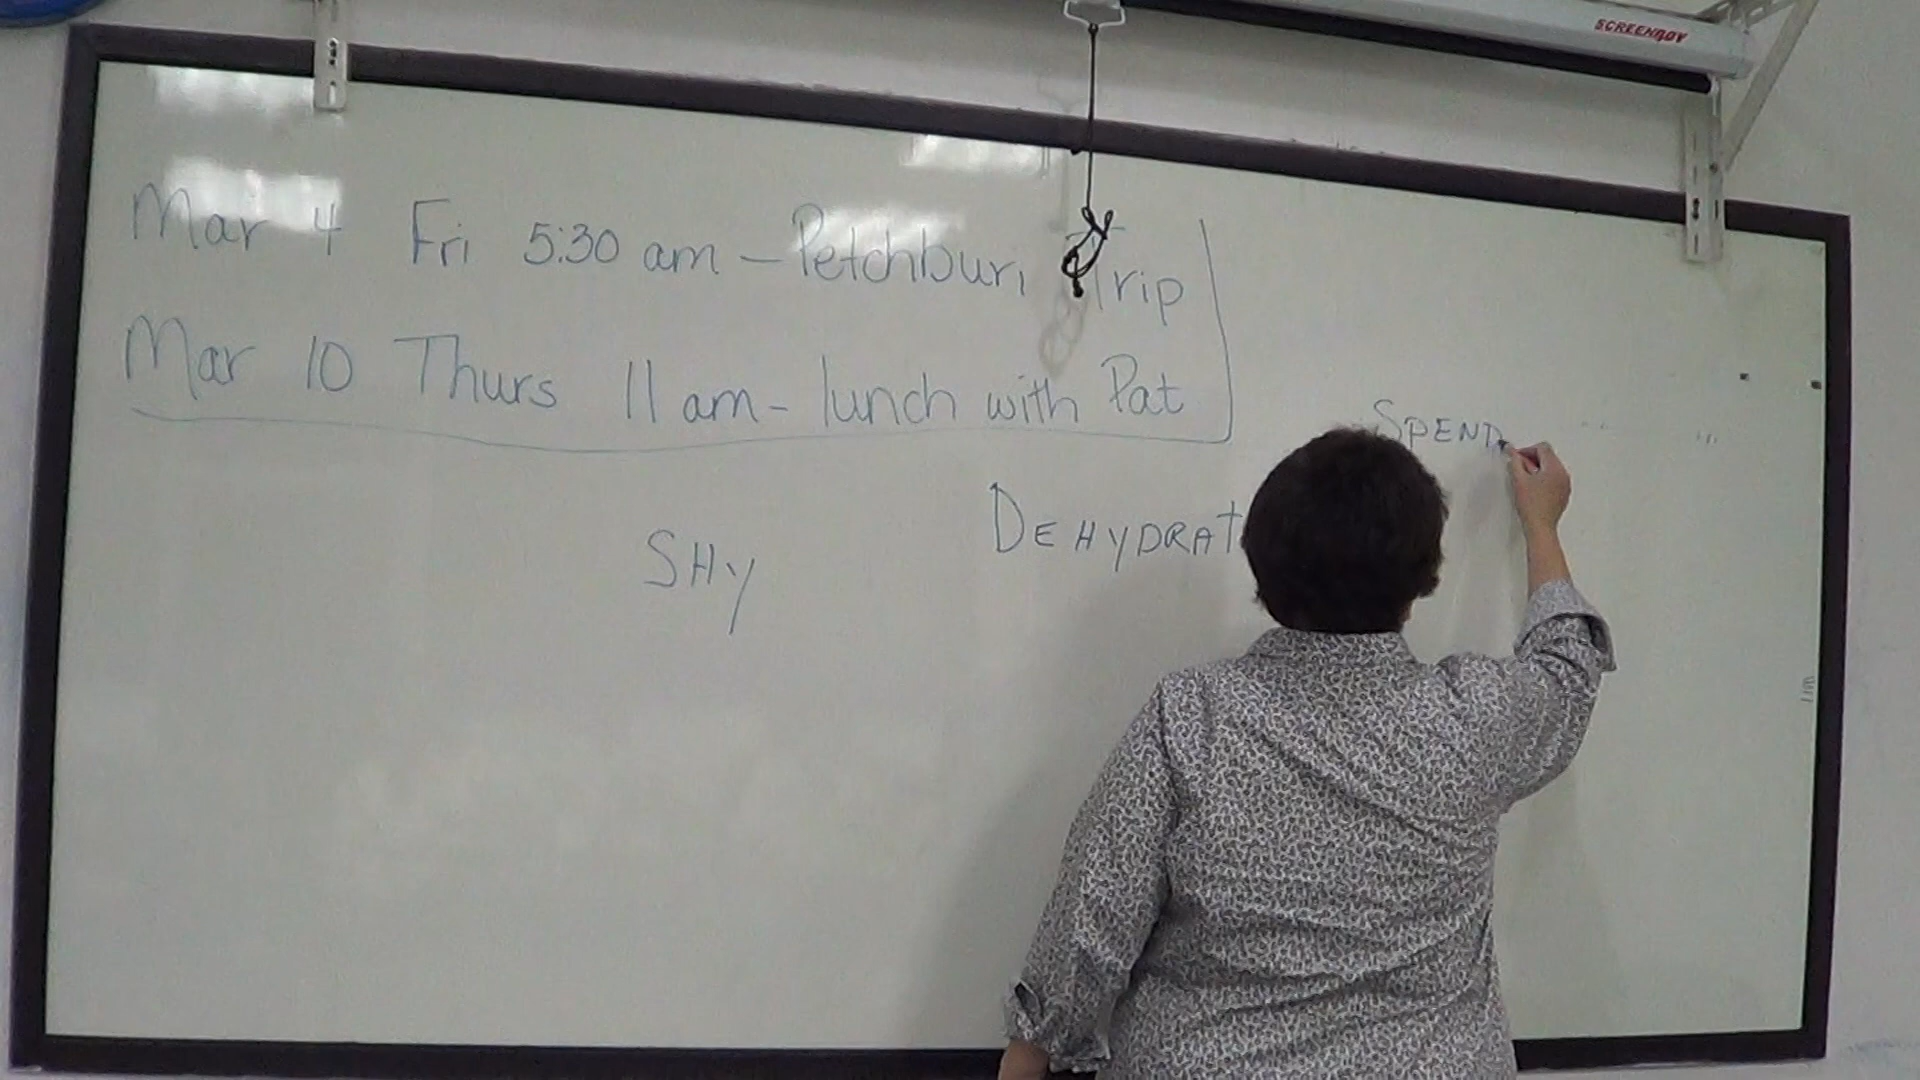 SCREENBOY
Mar 4 Fri 5:30 am - Petchburi Trip
Mar 10 Thurs 11 am - lunch with Pat
SPEND
DEHYDRAT
SHY